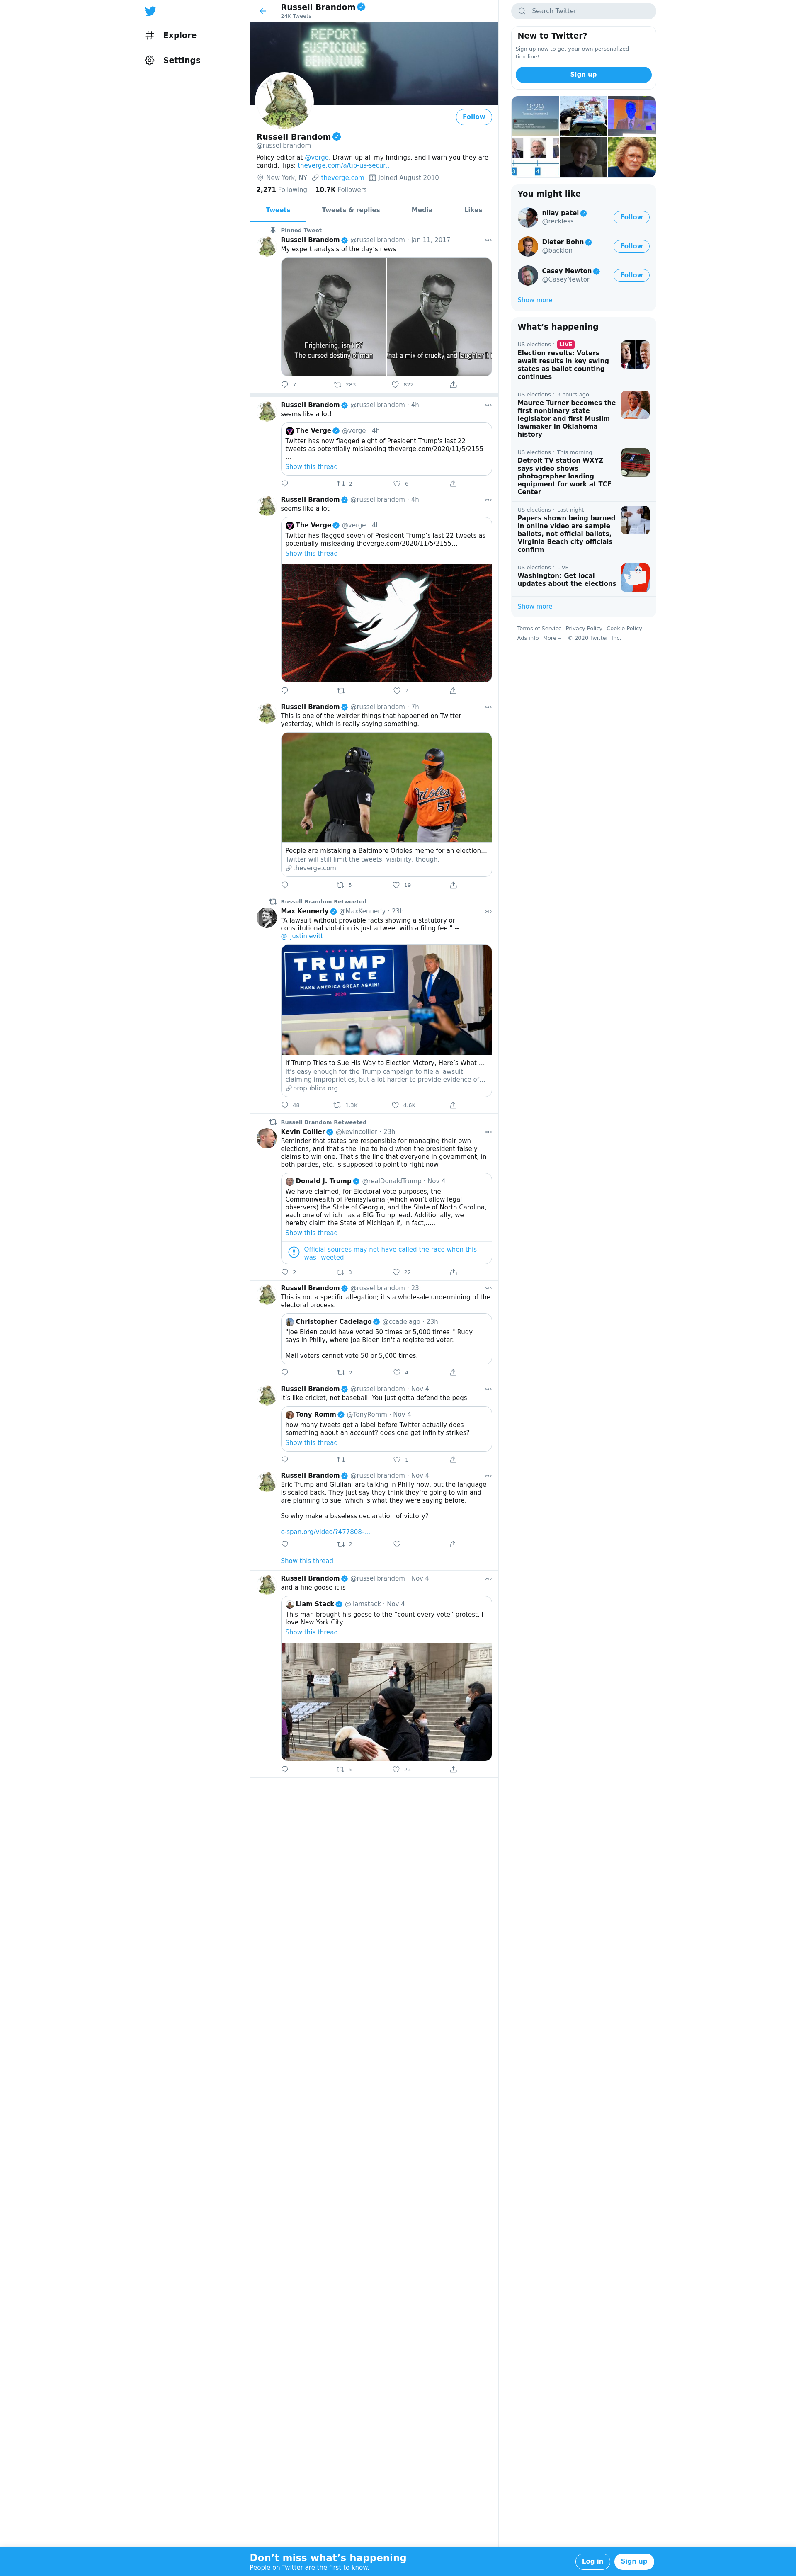 Explore
Settings
Russell Brandom
24K Tweets
REPORT
SUSPICIOUS
BEHAVIOUR
Follow
Russell Brandom
@russellbrandom
Policy editor at @verge. Drawn up all my findings, and I warn you they are
candid. Tips: theverge.com/a/tip-us-secur…
New York, NY theverge.com Joined August 2010
2,271 Following 10.7K Followers
Tweets Tweets & replies Media Likes
Pinned Tweet
Russell Brandom @russellbrandom · Jan 11, 2017
My expert analysis of the day’s news
Frightening, isn't it?
The cursed destiny of man
that a mix of cruelty and laughter it i
7 283 822
Russell Brandom @russellbrandom · 4h
seems like a lot!
The Verge @verge · 4h
Twitter has now flagged eight of President Trump's last 22
tweets as potentially misleading theverge.com/2020/11/5/2155
…
Show this thread
2 6
Russell Brandom @russellbrandom · 4h
seems like a lot
The Verge @verge · 4h
Twitter has flagged seven of President Trump’s last 22 tweets as
potentially misleading theverge.com/2020/11/5/2155…
Show this thread
7
Russell Brandom @russellbrandom · 7h
This is one of the weirder things that happened on Twitter
yesterday, which is really saying something.
3
Orioles
57
People are mistaking a Baltimore Orioles meme for an election…
Twitter will still limit the tweets’ visibility, though.
theverge.com
5 19
Russell Brandom Retweeted
Max Kennerly @MaxKennerly · 23h
“A lawsuit without provable facts showing a statutory or
constitutional violation is just a tweet with a filing fee.” --
@_justinlevitt_
TRUMP
PENCE
MAKE AMERICA GREAT AGAIN!
2020
If Trump Tries to Sue His Way to Election Victory, Here’s What …
It’s easy enough for the Trump campaign to file a lawsuit
claiming improprieties, but a lot harder to provide evidence of…
propublica.org
48 1.3K 4.6K
Russell Brandom Retweeted
Kevin Collier @kevincollier · 23h
Reminder that states are responsible for managing their own
elections, and that's the line to hold when the president falsely
claims to win one. That's the line that everyone in government, in
both parties, etc. is supposed to point to right now.
Donald J. Trump @realDonaldTrump · Nov 4
We have claimed, for Electoral Vote purposes, the
Commonwealth of Pennsylvania (which won’t allow legal
observers) the State of Georgia, and the State of North Carolina,
each one of which has a BIG Trump lead. Additionally, we
hereby claim the State of Michigan if, in fact,.....
Show this thread
Official sources may not have called the race when this
was Tweeted
2 3 22
Russell Brandom @russellbrandom · 23h
This is not a specific allegation; it’s a wholesale undermining of the
electoral process.
Christopher Cadelago @ccadelago · 23h
"Joe Biden could have voted 50 times or 5,000 times!" Rudy
says in Philly, where Joe Biden isn't a registered voter.
Mail voters cannot vote 50 or 5,000 times.
2 4
Russell Brandom @russellbrandom · Nov 4
It's like cricket, not baseball. You just gotta defend the pegs.
Tony Romm @TonyRomm · Nov 4
how many tweets get a label before Twitter actually does
something about an account? does one get infinity strikes?
Show this thread
1
Russell Brandom @russellbrandom · Nov 4
Eric Trump and Giuliani are talking in Philly now, but the language
is scaled back. They just say they think they’re going to win and
are planning to sue, which is what they were saying before.
So why make a baseless declaration of victory?
c-span.org/video/?477808-…
2
Show this thread
Russell Brandom @russellbrandom · Nov 4
and a fine goose it is
Liam Stack @liamstack · Nov 4
This man brought his goose to the “count every vote” protest. I
love New York City.
Show this thread
5 23
Search Twitter
New to Twitter?
Sign up now to get your own personalized
timeline!
Sign up
3:29
3
4
You might like
nilay patel
@reckless
Follow
Dieter Bohn
@backlon
Follow
Casey Newton
@CaseyNewton
Follow
Show more
What’s happening
US elections · LIVE
Election results: Voters
await results in key swing
states as ballot counting
continues
US elections · 3 hours ago
Mauree Turner becomes the
first nonbinary state
legislator and first Muslim
lawmaker in Oklahoma
history
US elections · This morning
Detroit TV station WXYZ
says video shows
photographer loading
equipment for work at TCF
Center
US elections · Last night
Papers shown being burned
in online video are sample
ballots, not official ballots,
Virginia Beach city officials
confirm
US elections · LIVE
Washington: Get local
updates about the elections
Show more
Terms of Service Privacy Policy Cookie Policy
Ads info More © 2020 Twitter, Inc.
Don’t miss what’s happening
People on Twitter are the first to know.
Log in
Sign up